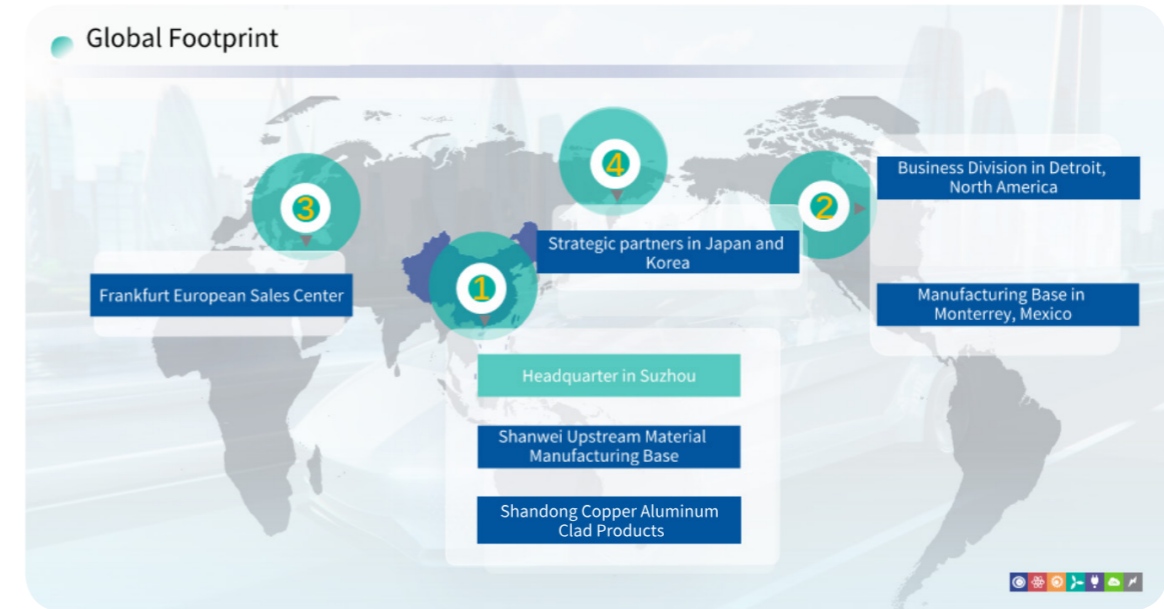 Global Footprint
3
Frankfurt European Sales Center
1
Headquarter in Suzhou
Shanwei Upstream Material
Manufacturing Base
Shandong Copper Aluminum
Clad Products
4
Strategic partners in Japan and
Korea
2
Business Division in Detroit,
North America
Manufacturing Base in
Monterrey, Mexico